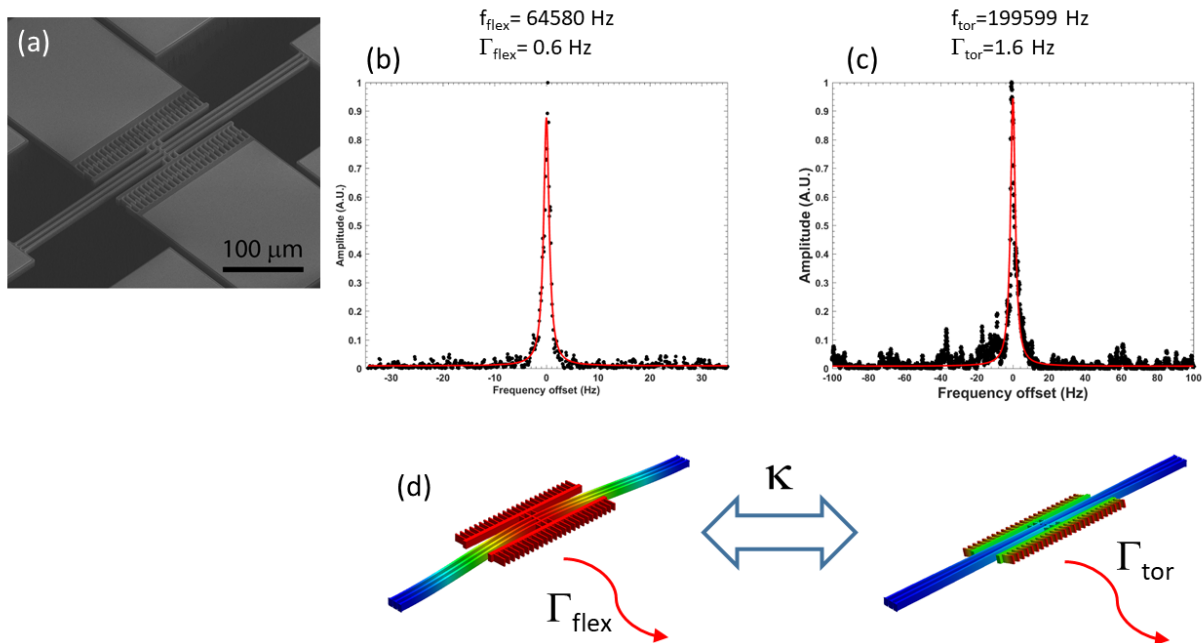 (a)
100 μm
f_flex= 64580 Hz
Γ_flex= 0.6 Hz
(b)
1
0.9
0.8
0.7
0.6
0.5
0.4
0.3
0.2
0.1
0
Amplitude (A.U.)
-30 -20 -10 0 10 20 30
Frequency offset (Hz)
f_tor=199599 Hz
Γ_tor=1.6 Hz
(c)
1
0.9
0.8
0.7
0.6
0.5
0.4
0.3
0.2
0.1
0
Amplitude (A.U.)
-100 -80 -60 -40 -20 0 20 40 60 80 100
Frequency offset (Hz)
(d)
κ
Γ_flex
Γ_tor